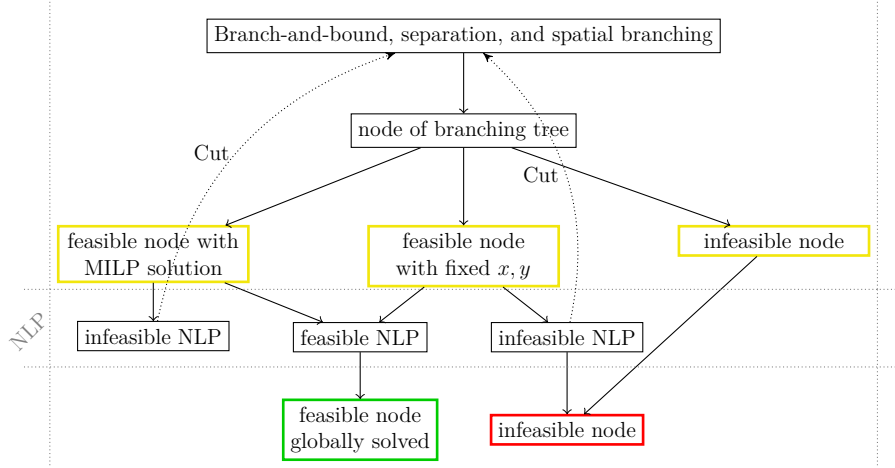 Branch-and-bound, separation, and spatial branching
node of branching tree
Cut
Cut
feasible node with
MILP solution
feasible node
with fixed x, y
infeasible node
NLP
infeasible NLP
feasible NLP
infeasible NLP
feasible node
globally solved
infeasible node